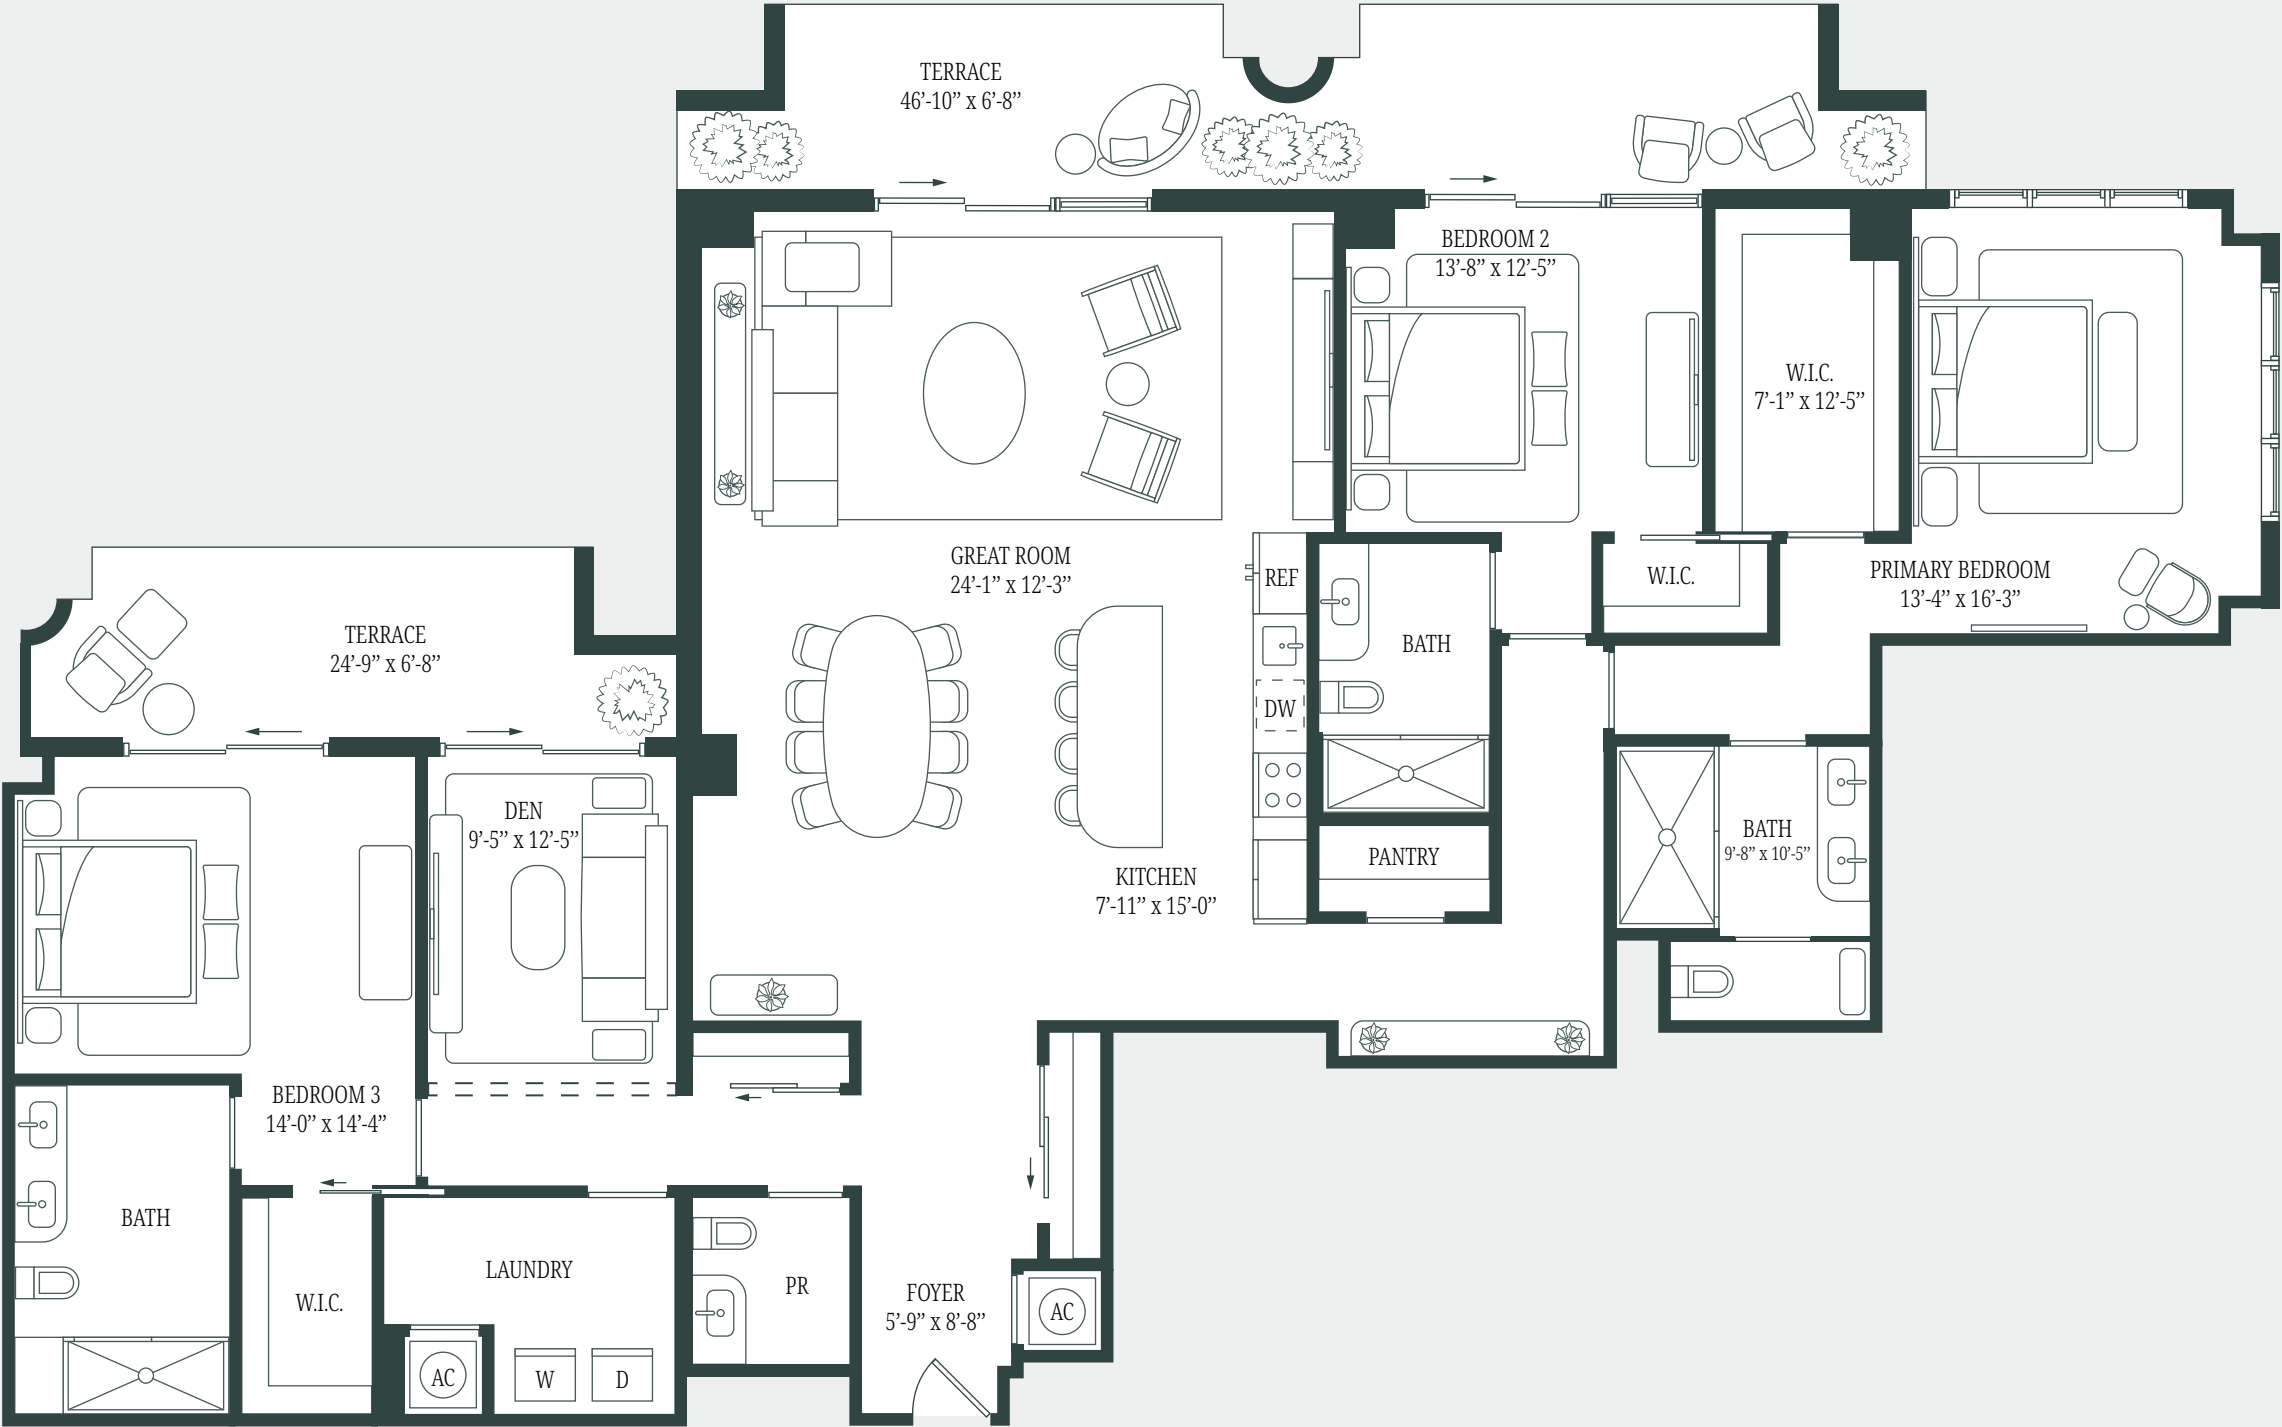 TERRACE
46’-10” x 6’-8”
BEDROOM 2
13’-8” x 12’-5”
W.I.C.
7’-1” x 12’-5”
GREAT ROOM
24’-1” x 12’-3”
REF
W.I.C.
PRIMARY BEDROOM
13’-4” x 16’-3”
TERRACE
24’-9” x 6’-8”
BATH
DW
DEN
9’-5” x 12’-5”
BATH
9’-8” x 10’-5”
PANTRY
KITCHEN
7’-11” x 15’-0”
BEDROOM 3
14’-0” x 14’-4”
BATH
LAUNDRY
PR
FOYER
5’-9” x 8’-8”
AC
W.I.C.
AC
W
D